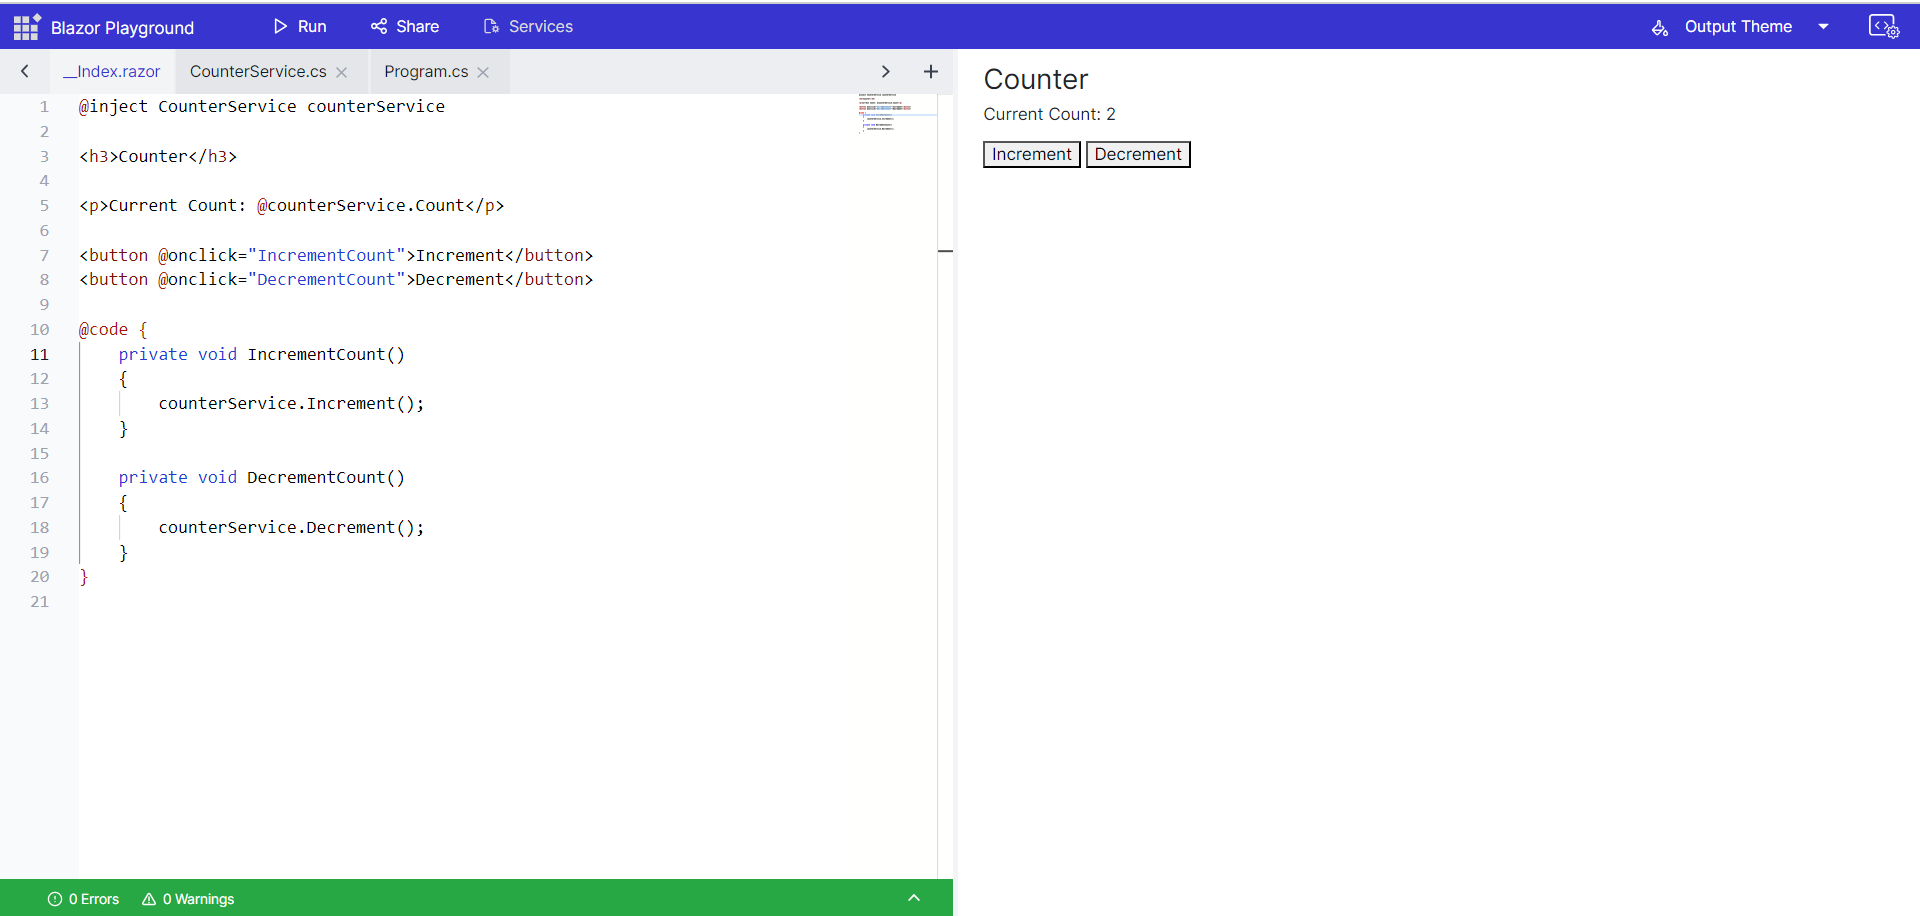 Blazor Playground Run Share Services Output Theme
__Index.razor CounterService.cs Program.cs
1 @inject CounterService counterService
2
3 <h3>Counter</h3>
4
5 <p>Current Count: @counterService.Count</p>
6
7 <button @onclick="IncrementCount">Increment</button>
8 <button @onclick="DecrementCount">Decrement</button>
9
10 @code {
11     private void IncrementCount()
12     {
13         counterService.Increment();
14     }
15
16     private void DecrementCount()
17     {
18         counterService.Decrement();
19     }
20 }
21
Counter
Current Count: 2
Increment Decrement
0 Errors 0 Warnings